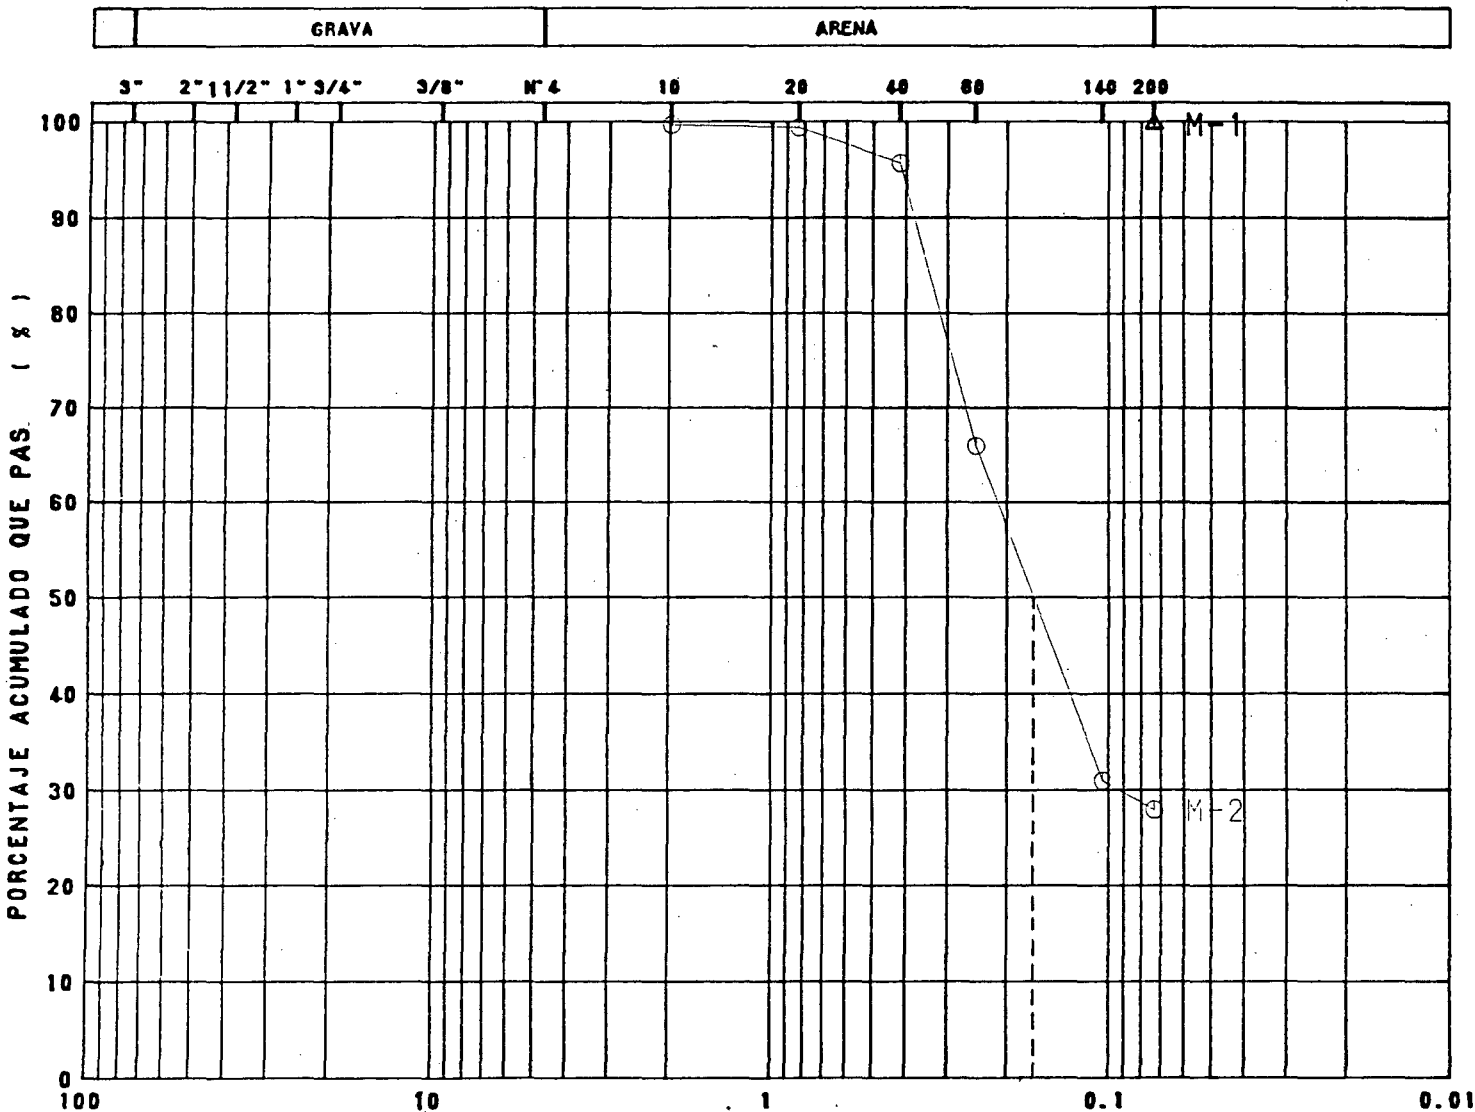 GRAVA ARENA
3" 2" 1 1/2" 1" 3/4" 3/8" N°4 10 20 40 60 140 200
100 M-1
90
80
70
60
50
40
30
M-2
20
10
0
100 10 1 0.1 0.01
PORCENTAJE ACUMULADO QUE PAS. ( % )